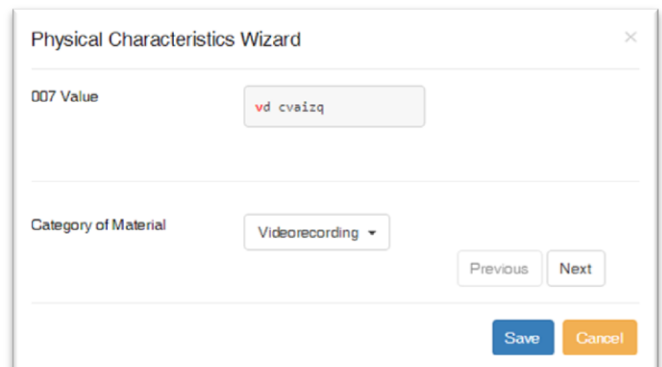 Physical Characteristics Wizard ×
007 Value
vd cvaizq
Category of Material
Videorecording
Previous Next
Save Cancel